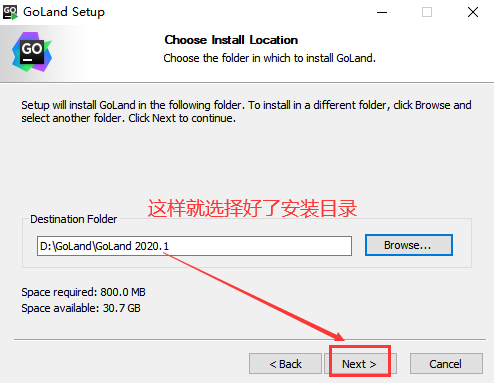 GoLand Setup
GO
Choose Install Location
Choose the folder in which to install GoLand.
GO
Setup will install GoLand in the following folder. To install in a different folder, click Browse and
select another folder. Click Next to continue.
这样就选择好了安装目录
Destination Folder
D:\GoLand\GoLand 2020.1
Browse...
Space required: 800.0 MB
Space available: 30.7 GB
< Back
Next >
Cancel